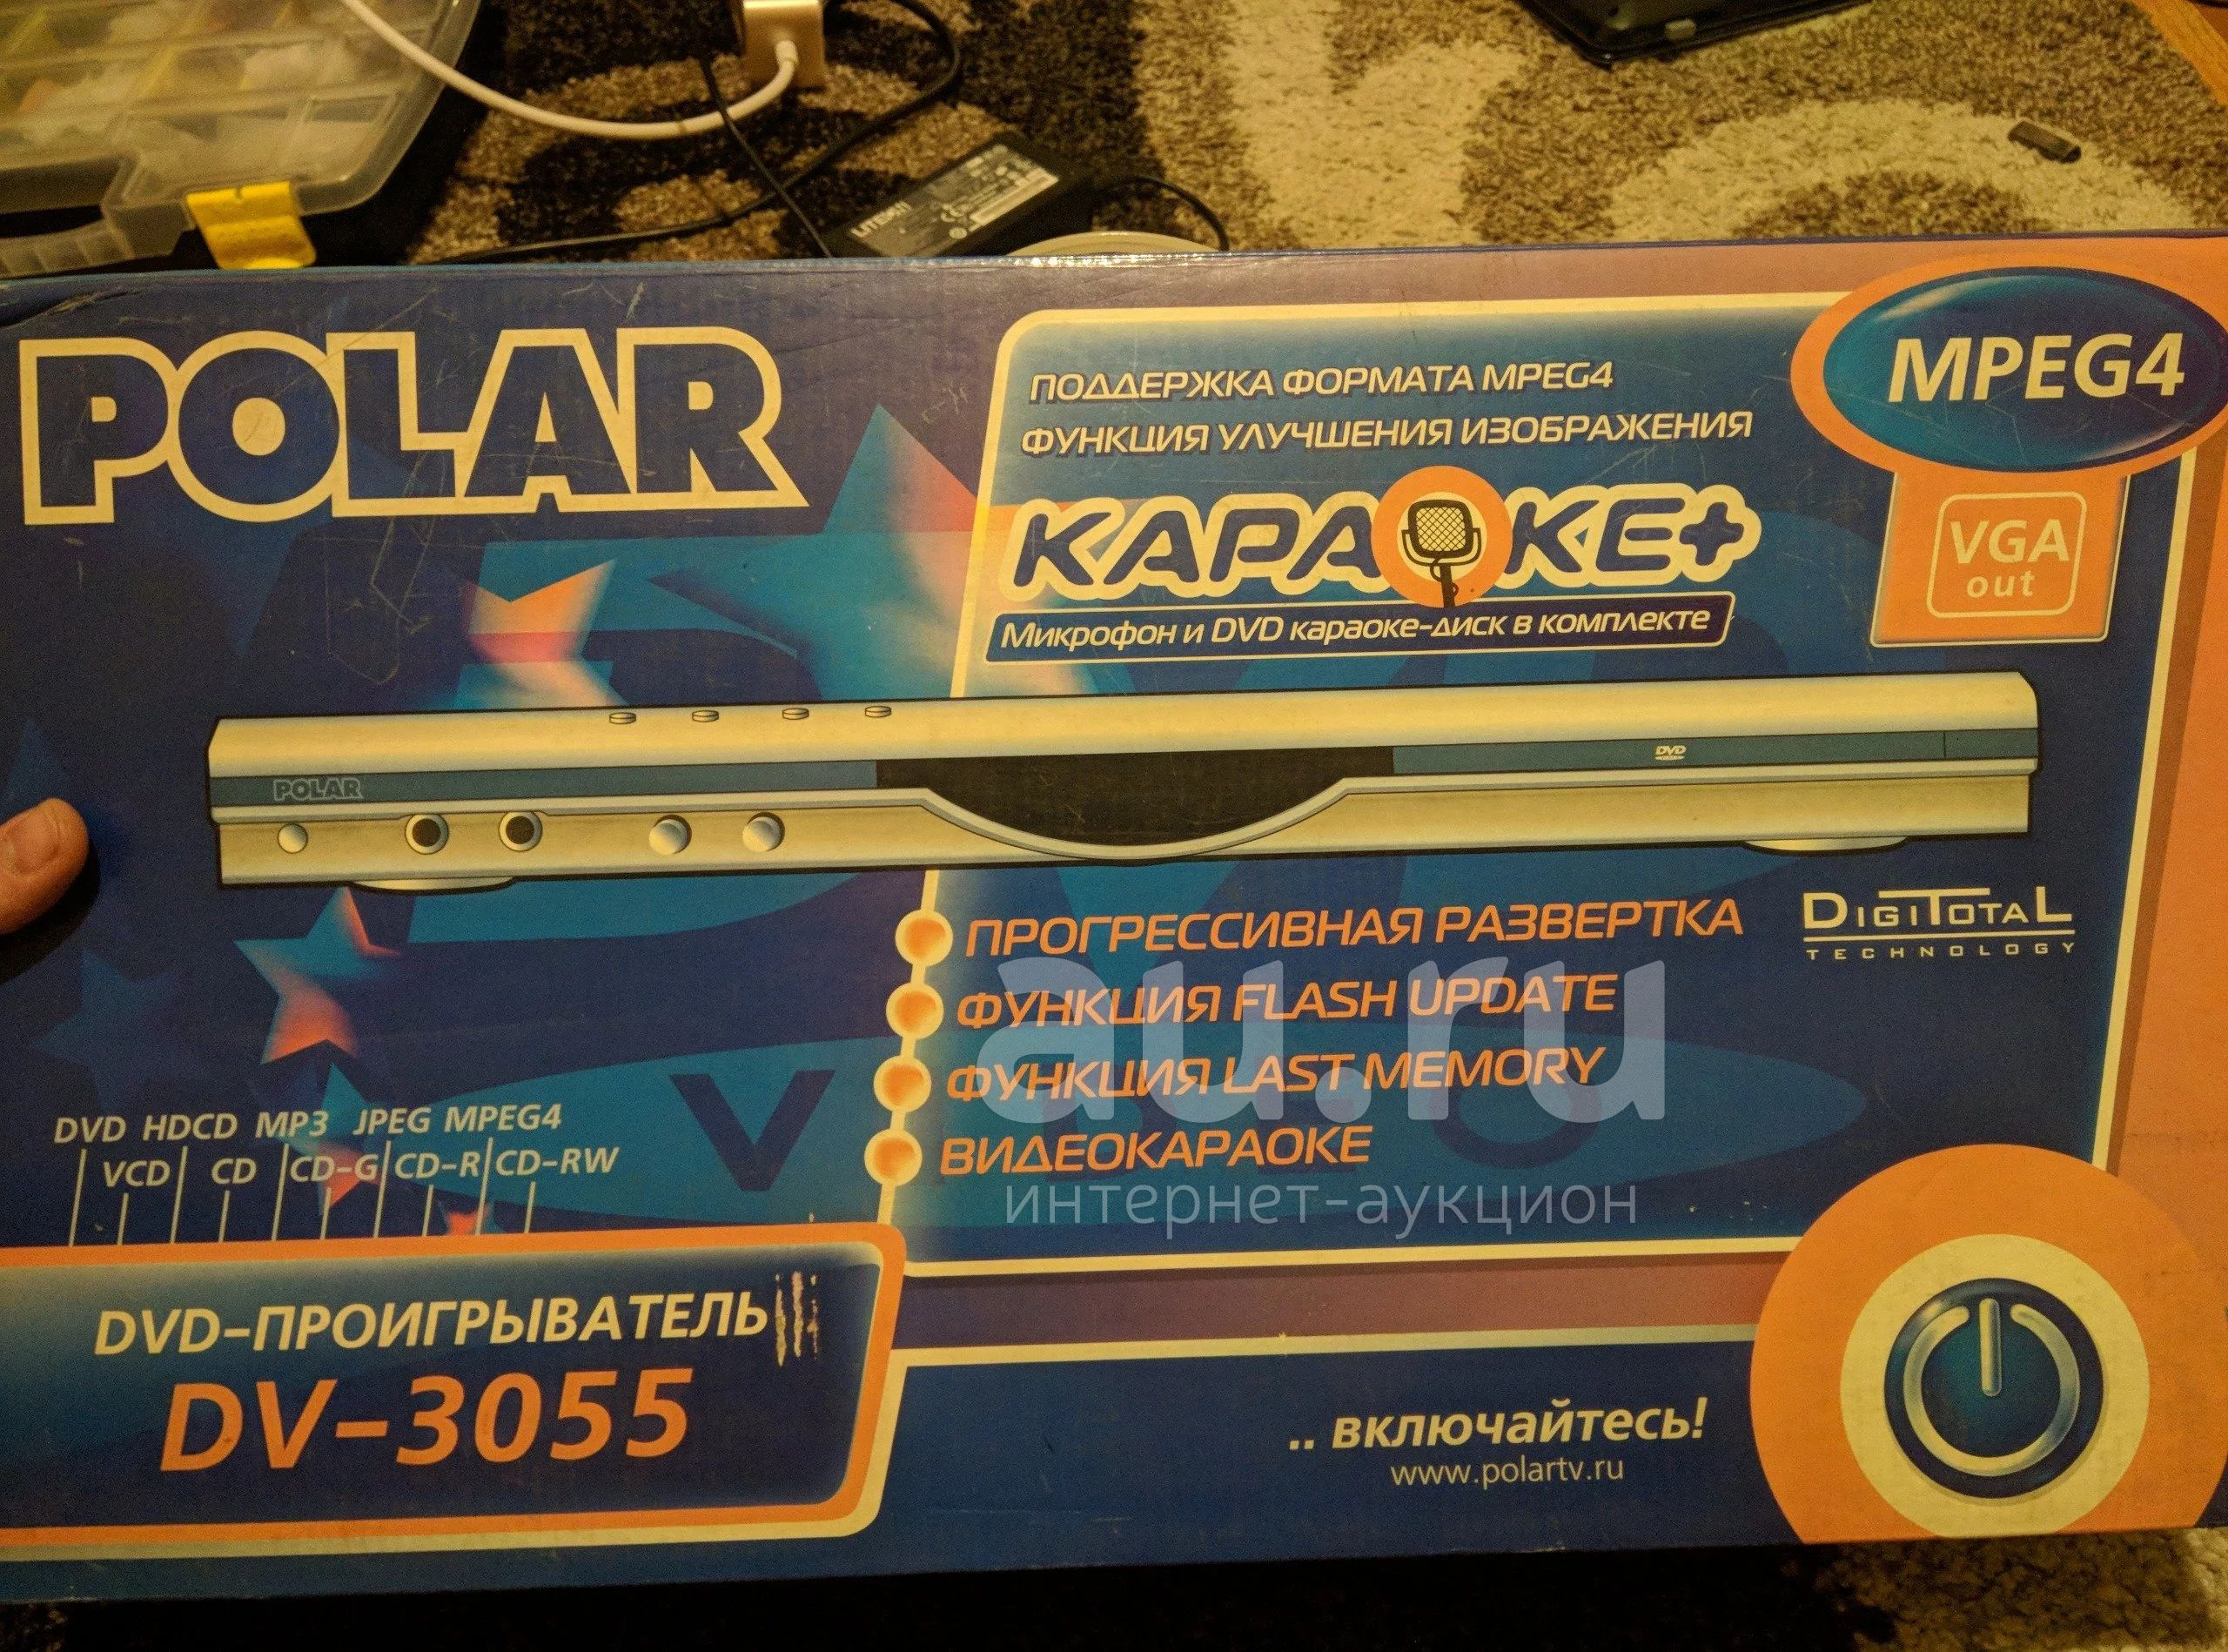 LITEON
POLAR
ПОДДЕРЖКА ФОРМАТА MPEG4
ФУНКЦИЯ УЛУЧШЕНИЯ ИЗОБРАЖЕНИЯ
MPEG4
КАРАОКЕ+
VGA
out
Микрофон и DVD караоке-диск в комплекте
DVD
POLAR
DIGITOTAL
TECHNOLOGY
ПРОГРЕССИВНАЯ РАЗВЕРТКА
ФУНКЦИЯ FLASH UPDATE
ФУНКЦИЯ LAST MEMORY
ВИДЕОКАРАОКЕ
au.ru
интернет-аукцион
DVD HDCD MP3 JPEG MPEG4
VCD CD CD-G CD-R CD-RW
DVD-ПРОИГРЫВАТЕЛЬ
DV-3055
.. включайтесь!
www.polartv.ru